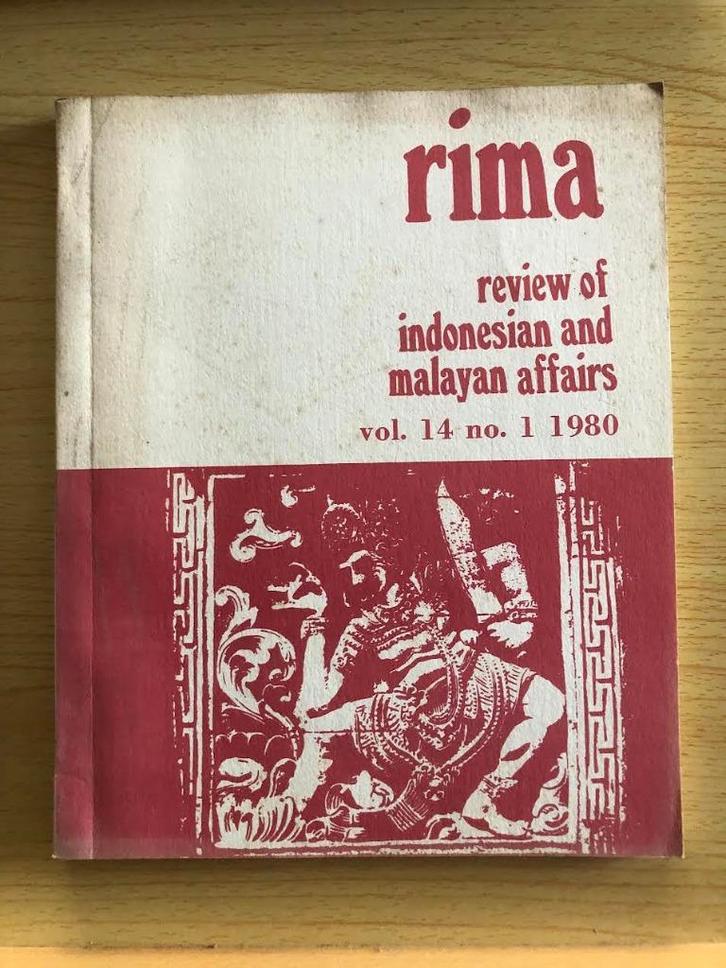 rima
review of
indonesian and
malayan affairs
vol. 14 no. 1 1980